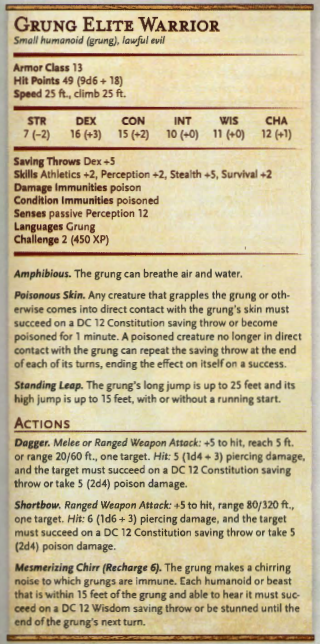 GRUNG ELITE WARRIOR
Small humanoid (grung), lawful evil
Armor Class 13
Hit Points 49 (9d6 + 18)
Speed 25 ft., climb 25 ft.
STR DEX CON INT WIS CHA
7 (−2) 16 (+3) 15 (+2) 10 (+0) 11 (+0) 12 (+1)
Saving Throws Dex +5
Skills Athletics +2, Perception +2, Stealth +5, Survival +2
Damage Immunities poison
Condition Immunities poisoned
Senses passive Perception 12
Languages Grung
Challenge 2 (450 XP)
Amphibious. The grung can breathe air and water.
Poisonous Skin. Any creature that grapples the grung or oth-
erwise comes into direct contact with the grung's skin must
succeed on a DC 12 Constitution saving throw or become
poisoned for 1 minute. A poisoned creature no longer in direct
contact with the grung can repeat the saving throw at the end
of each of its turns, ending the effect on itself on a success.
Standing Leap. The grung's long jump is up to 25 feet and its
high jump is up to 15 feet, with or without a running start.
ACTIONS
Dagger. Melee or Ranged Weapon Attack: +5 to hit, reach 5 ft.
or range 20/60 ft., one target. Hit: 5 (1d4 + 3) piercing damage,
and the target must succeed on a DC 12 Constitution saving
throw or take 5 (2d4) poison damage.
Shortbow. Ranged Weapon Attack: +5 to hit, range 80/320 ft.,
one target. Hit: 6 (1d6 + 3) piercing damage, and the target
must succeed on a DC 12 Constitution saving throw or take 5
(2d4) poison damage.
Mesmerizing Chirr (Recharge 6). The grung makes a chirring
noise to which grungs are immune. Each humanoid or beast
that is within 15 feet of the grung and able to hear it must suc-
ceed on a DC 12 Wisdom saving throw or be stunned until the
end of the grung's next turn.